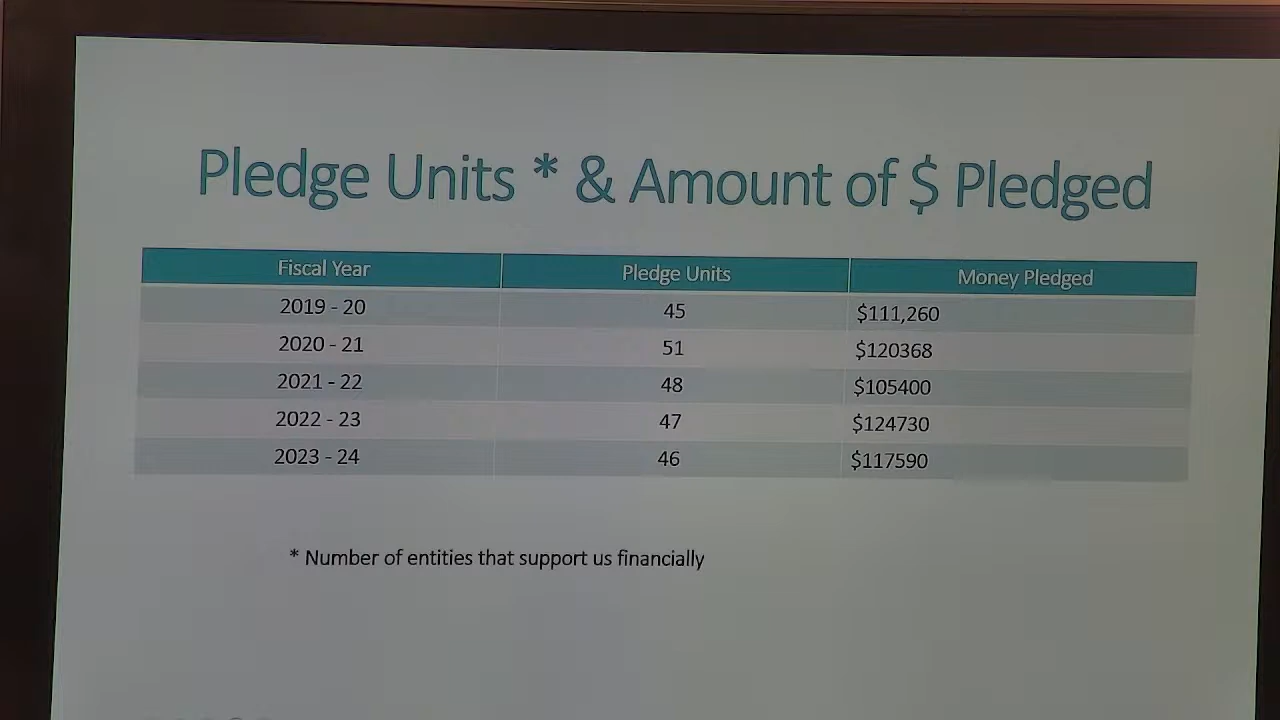 Pledge Units * & Amount of $ Pledged
Fiscal Year Pledge Units Money Pledged
2019 - 20 45 $111,260
2020 - 21 51 $120368
2021 - 22 48 $105400
2022 - 23 47 $124730
2023 - 24 46 $117590
* Number of entities that support us financially